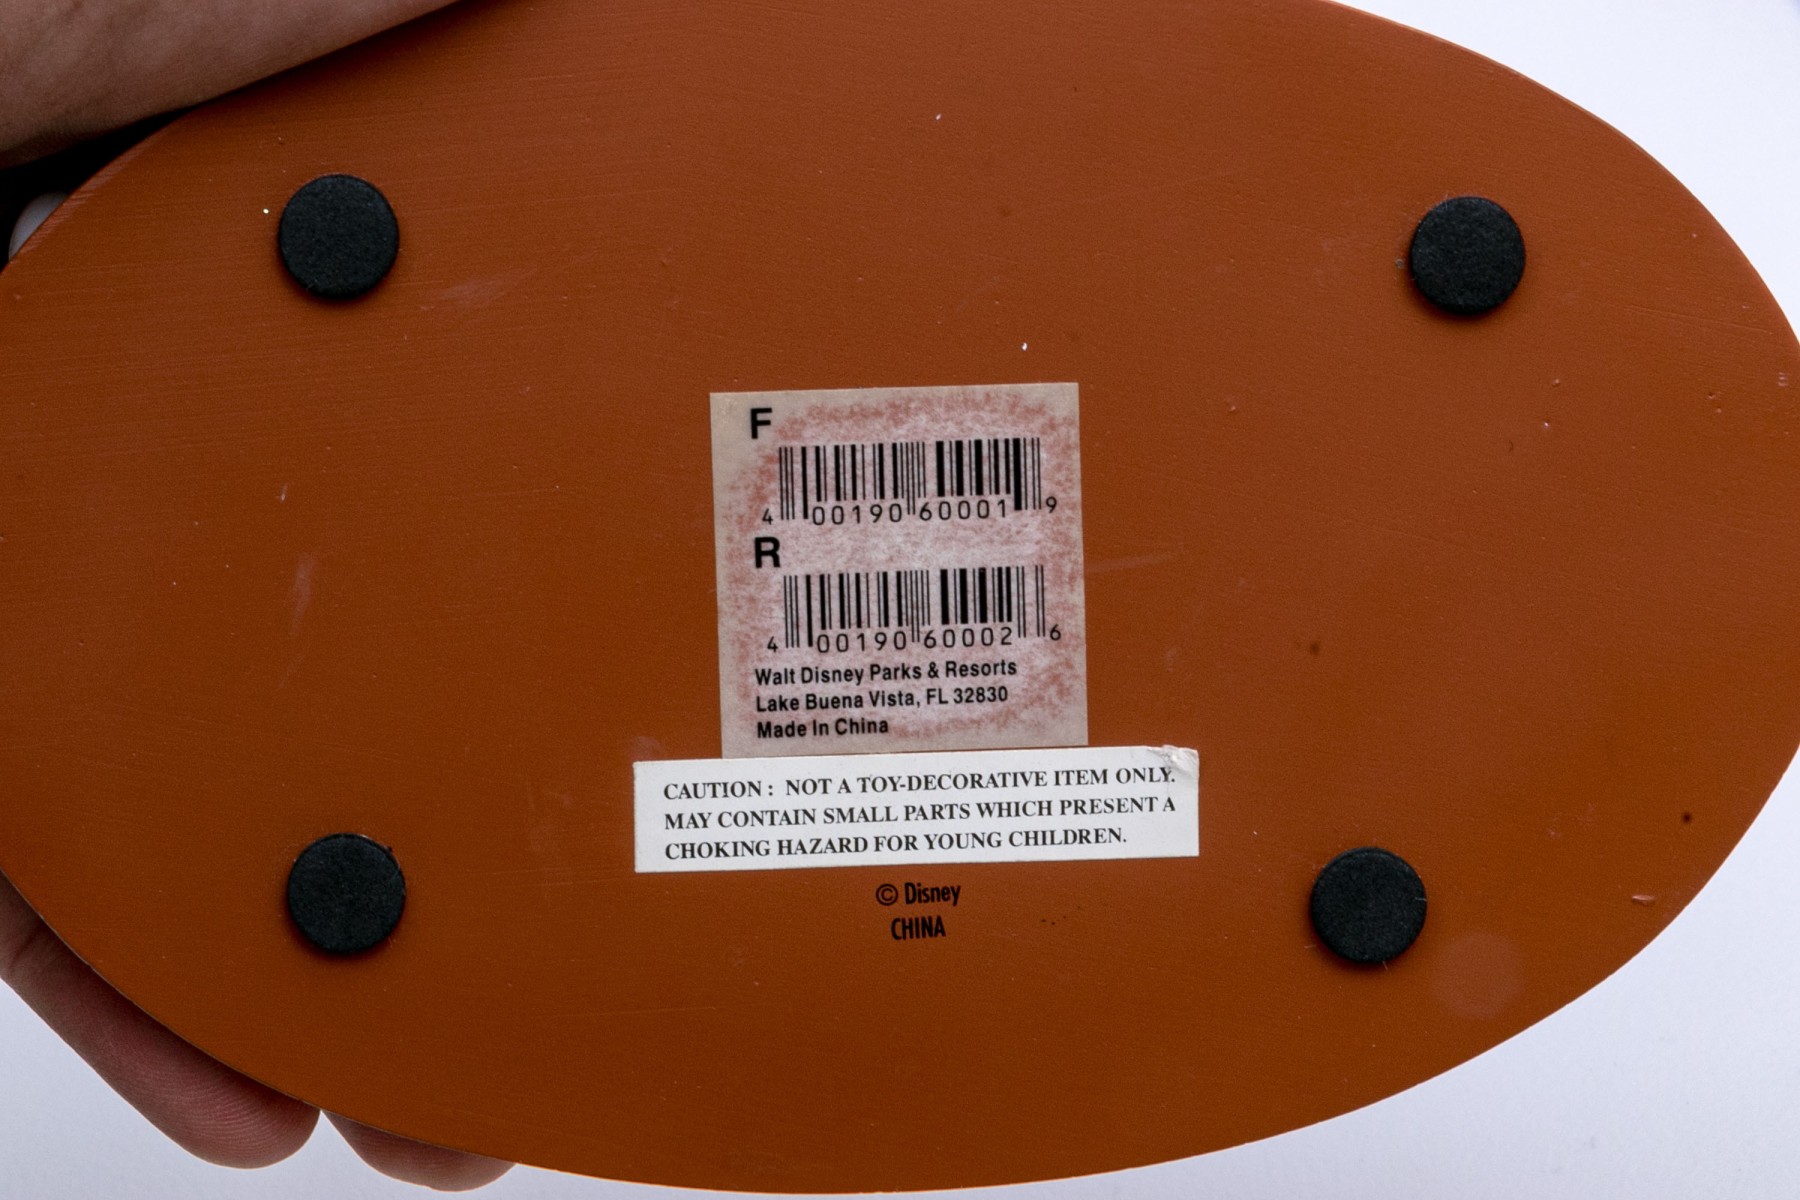 F
4 00190 60001 9
R
4 00190 60002 6
Walt Disney Parks & Resorts
Lake Buena Vista, FL 32830
Made In China
CAUTION : NOT A TOY-DECORATIVE ITEM ONLY.
MAY CONTAIN SMALL PARTS WHICH PRESENT A
CHOKING HAZARD FOR YOUNG CHILDREN.
© Disney
CHINA